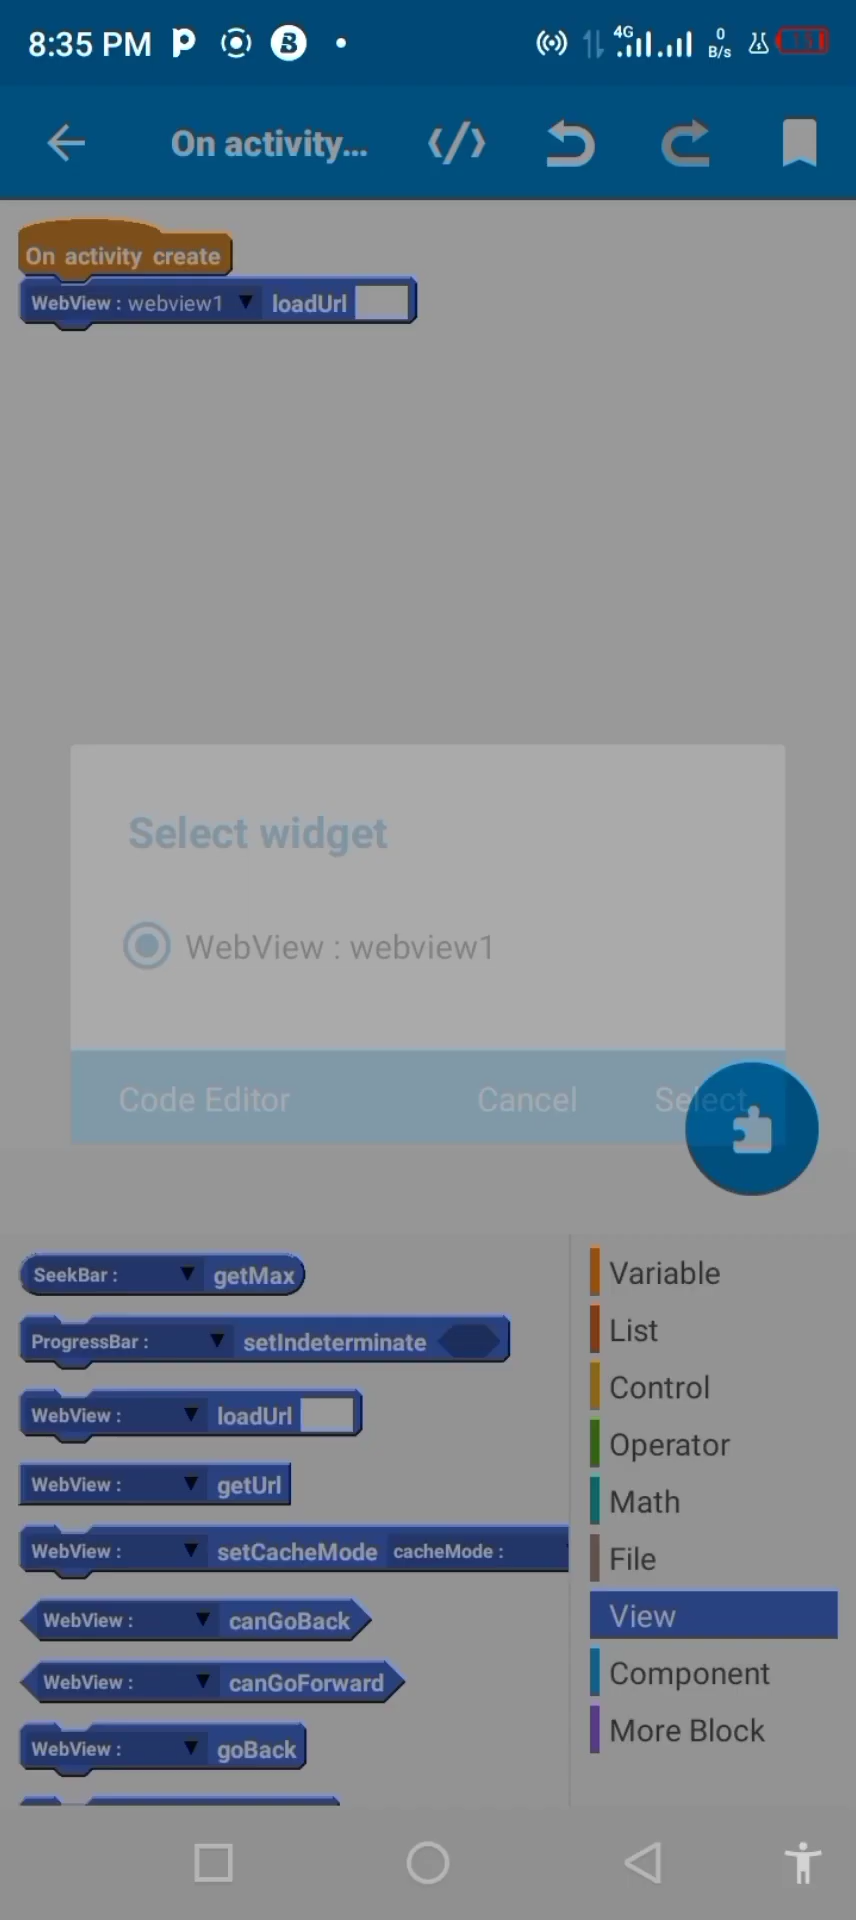 8:35 PM
4G
0
B/s
On activity...
On activity create
WebView : webview1 loadUrl
Select widget
WebView : webview1
Code Editor
Cancel
Select
SeekBar : getMax
ProgressBar : setIndeterminate
WebView : loadUrl
WebView : getUrl
WebView : setCacheMode cacheMode :
WebView : canGoBack
WebView : canGoForward
WebView : goBack
Variable
List
Control
Operator
Math
File
View
Component
More Block